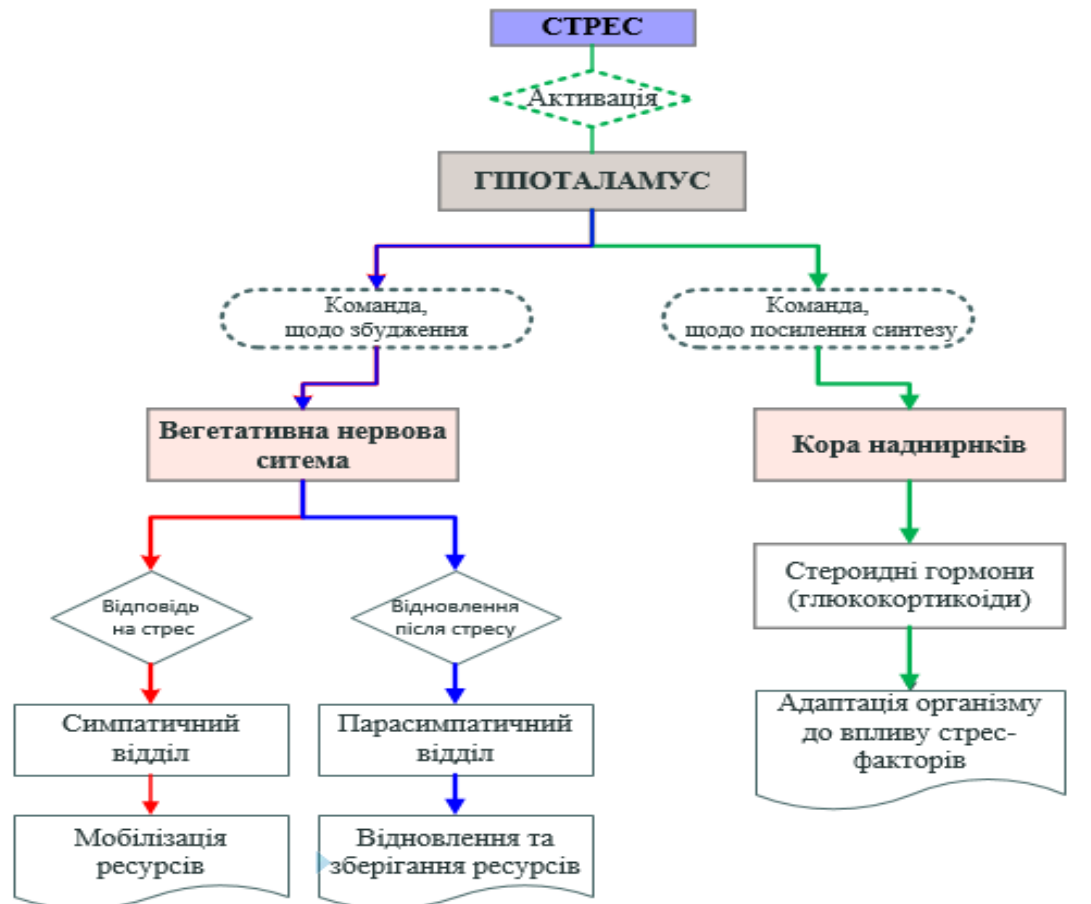 СТРЕС
Активація
ГІПОТАЛАМУС
Команда,
щодо збудження
Команда,
щодо посилення синтезу
Вегетативна нервова
ситема
Кора наднирнків
Відповідь
на стрес
Відновлення
після стресу
Стероидні гормони
(глюкокортикоіди)
Симпатичний
відділ
Парасимпатичний
відділ
Адаптація організму
до впливу стрес-
факторів
Мобілізація
ресурсів
Відновлення та
зберігання ресурсів